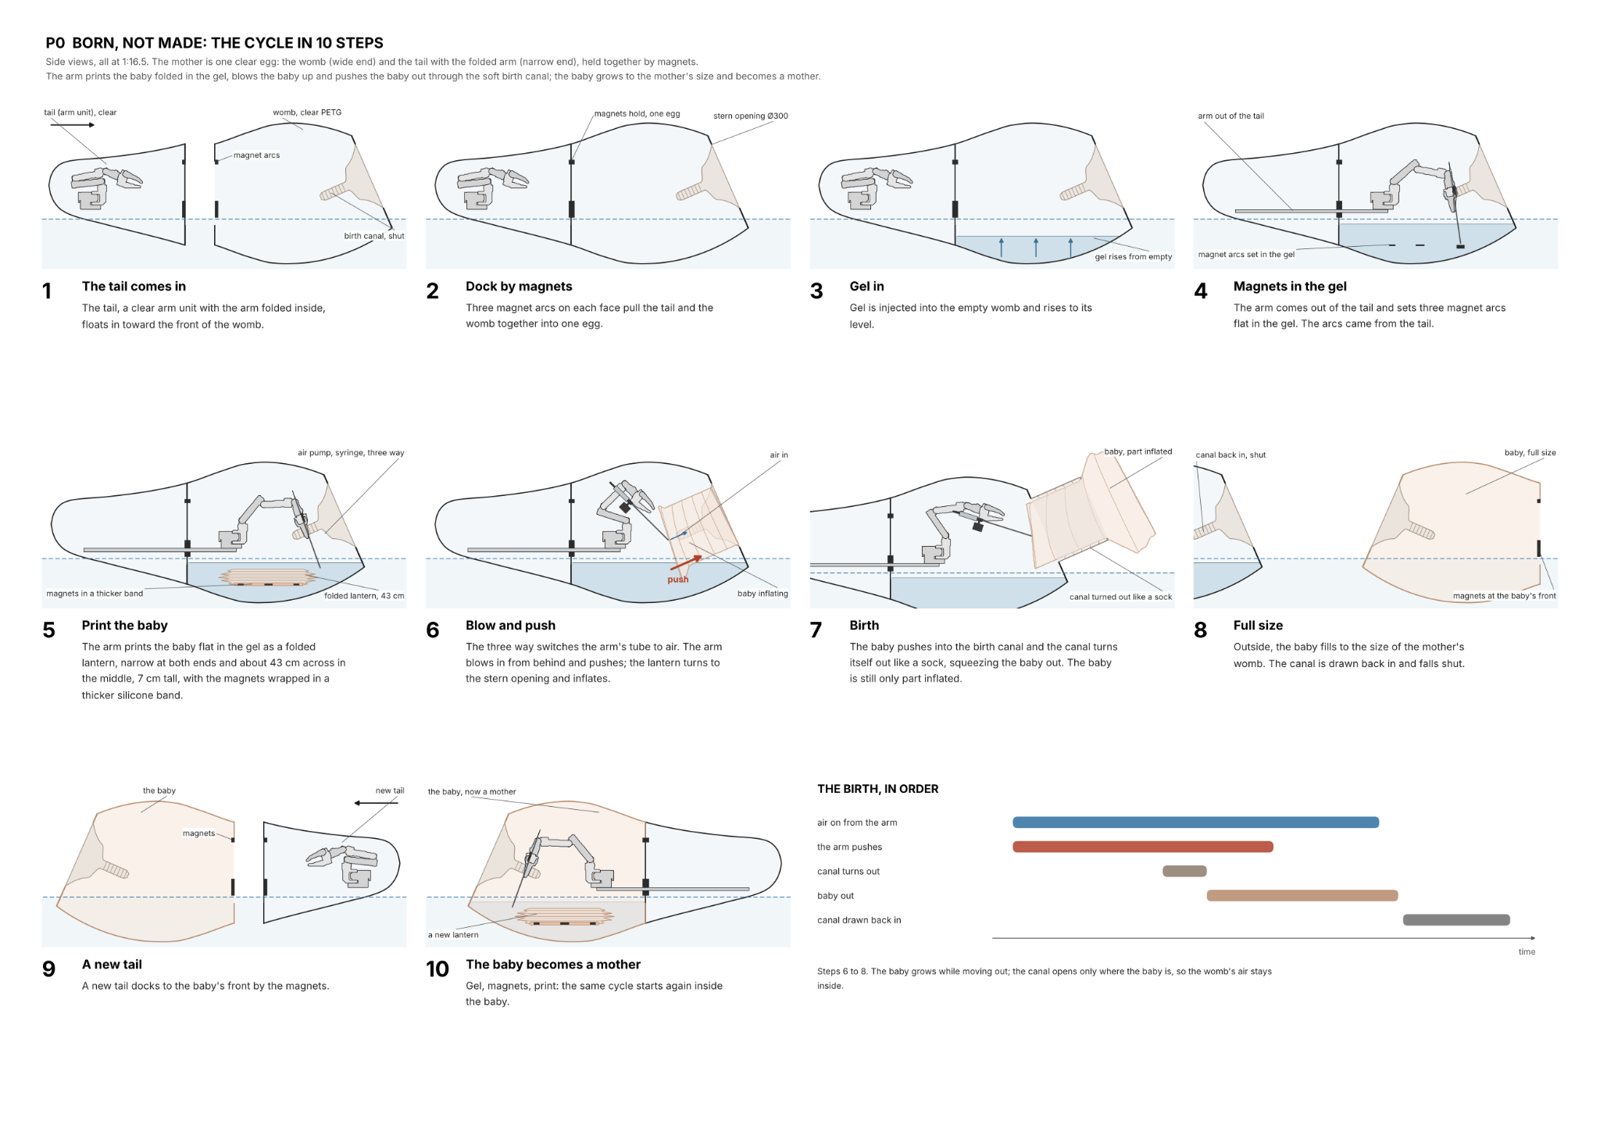 P0 BORN, NOT MADE: THE CYCLE IN 10 STEPS
Side views, all at 1:16.5. The mother is one clear egg: the womb (wide end) and the tail with the folded arm (narrow end), held together by magnets.
The arm prints the baby folded in the gel, blows the baby up and pushes the baby out through the soft birth canal; the baby grows to the mother's size and becomes a mother.
tail (arm unit), clear
womb, clear PETG
magnet arcs
birth canal, shut
1 The tail comes in
The tail, a clear arm unit with the arm folded inside,
floats in toward the front of the womb.
magnets hold, one egg
stern opening Ø300
2 Dock by magnets
Three magnet arcs on each face pull the tail and the
womb together into one egg.
gel rises from empty
3 Gel in
Gel is injected into the empty womb and rises to its
level.
arm out of the tail
magnet arcs set in the gel
4 Magnets in the gel
The arm comes out of the tail and sets three magnet arcs
flat in the gel. The arcs came from the tail.
air pump, syringe, three way
magnets in a thicker band
folded lantern, 43 cm
5 Print the baby
The arm prints the baby flat in the gel as a folded
lantern, narrow at both ends and about 43 cm across in
the middle, 7 cm tall, with the magnets wrapped in a
thicker silicone band.
air in
push
baby inflating
6 Blow and push
The three way switches the arm's tube to air. The arm
blows in from behind and pushes; the lantern turns to
the stern opening and inflates.
baby, part inflated
canal turned out like a sock
7 Birth
The baby pushes into the birth canal and the canal turns
itself out like a sock, squeezing the baby out. The baby
is still only part inflated.
canal back in, shut
baby, full size
magnets at the baby's front
8 Full size
Outside, the baby fills to the size of the mother's
womb. The canal is drawn back in and falls shut.
the baby
new tail
magnets
9 A new tail
A new tail docks to the baby's front by the magnets.
the baby, now a mother
a new lantern
10 The baby becomes a mother
Gel, magnets, print: the same cycle starts again inside
the baby.
THE BIRTH, IN ORDER
air on from the arm
the arm pushes
canal turns out
baby out
canal drawn back in
time
Steps 6 to 8. The baby grows while moving out; the canal opens only where the baby is, so the womb's air stays
inside.